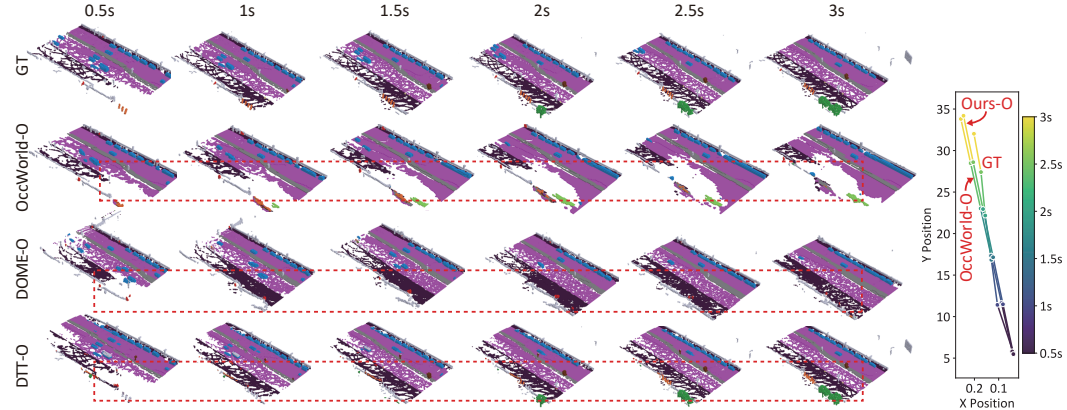 0.5s 1s 1.5s 2s 2.5s 3s
GT
OccWorld-O
DOME-O
DTT-O
35
30
25
20
15
10
5
Y Position
0.2 0.1
X Position
Ours-O
GT
OccWorld-O
3s
2.5s
2s
1.5s
1s
0.5s